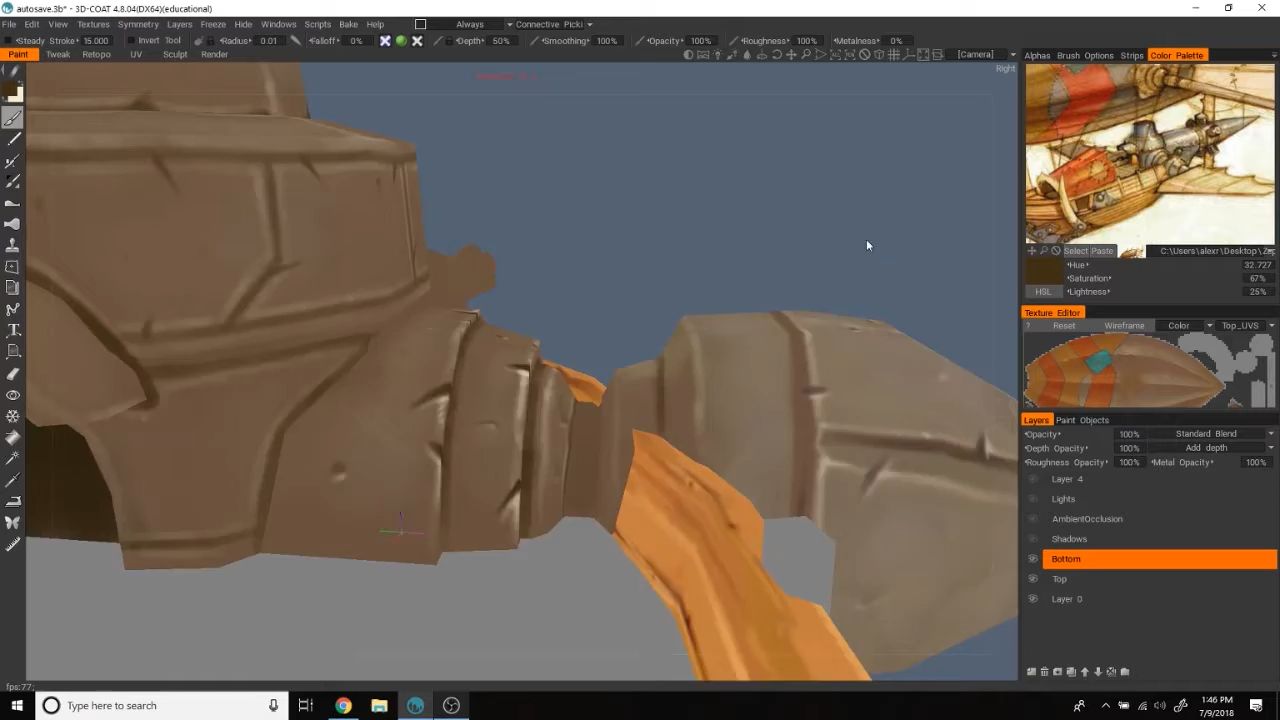 autosave.3b* - 3D-COAT 4.8.04(DX64)(educational)
File Edit View Textures Symmetry Layers Freeze Hide Windows Scripts Bake Help Always Connective Picki
Steady Stroke 15.000 Invert Tool Radius 0.01 Falloff 0% Depth 50% Smoothing 100% Opacity 100% Roughness 100% Metalness 0%
Paint Tweak Retopo UV Sculpt Render [Camera]
Right
Alphas Brush Options Strips Color Palette
Select Paste C:\Users\alexr\Desktop\Ze
Hue 32.727
Saturation 67%
HSL Lightness 25%
Texture Editor
? Reset Wireframe Color Top_UVS
Layers Paint Objects
Opacity 100% Standard Blend
Depth Opacity 100% Add depth
Roughness Opacity 100% Metal Opacity 100%
Layer 4
Lights
AmbientOcclusion
Shadows
Bottom
Top
Layer 0
fps:77;
Type here to search
1:46 PM
7/9/2018